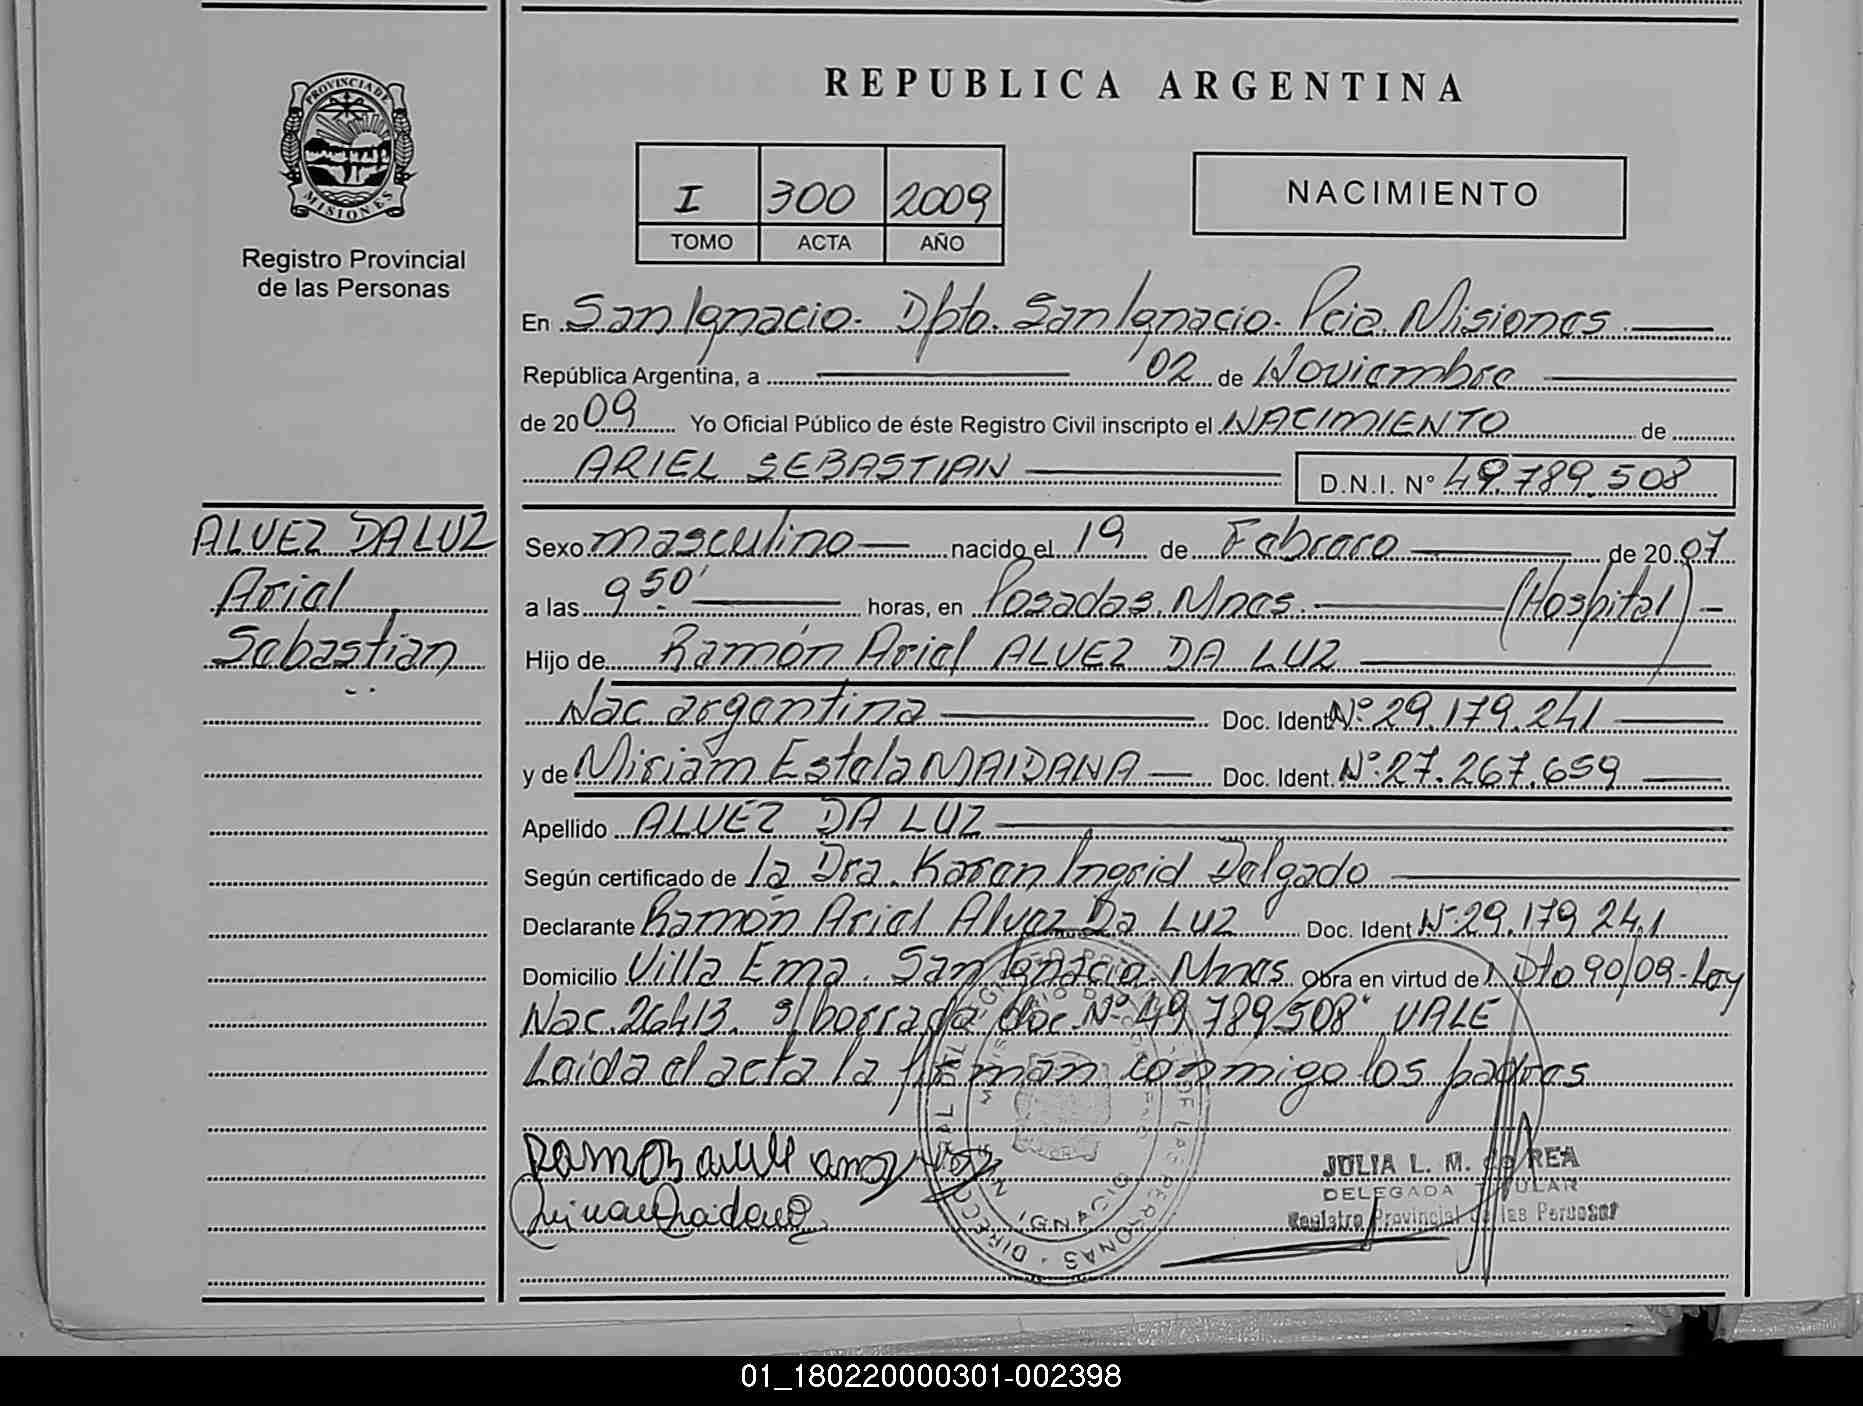 REPUBLICA ARGENTINA
PROVINCIA DE
MISIONES
Registro Provincial
de las Personas
I 300 2009
TOMO ACTA AÑO
NACIMIENTO
En San Ignacio. Dpto. San Ignacio. Pcia. Misiones
República Argentina, a 02 de Noviembre
de 2009 Yo Oficial Público de éste Registro Civil inscripto el NACIMIENTO de
ARIEL SEBASTIAN D.N.I. N° 49.789.508
ALVEZ DA LUZ
Ariel
Sebastian
Sexo masculino nacido el 19 de Febrero de 2007
a las 9 50' horas, en Posadas. Mnes. (Hospital)
Hijo de Ramón Ariel ALVEZ DA LUZ
Nac. argentina Doc. Ident. N° 29.179.241
y de Miriam Estela MAIDANA Doc. Ident. N° 27.267.659
Apellido ALVEZ DA LUZ
Según certificado de la Dra. Karen Ingrid Delgado
Declarante Ramón Ariel Alvez Da Luz Doc. Ident N° 29.179.241
Domicilio Villa Ema. San Ignacio. Mnes. Obra en virtud de Dto 90/09-Ley
Nac. 26413. s/borrado doc. N° 49.789.508" VALE
Leída el acta la firman conmigo los padres
JULIA L. M. de REA
DELEGADA TITULAR
Registro Provincial de las Personas
01_180220000301-002398